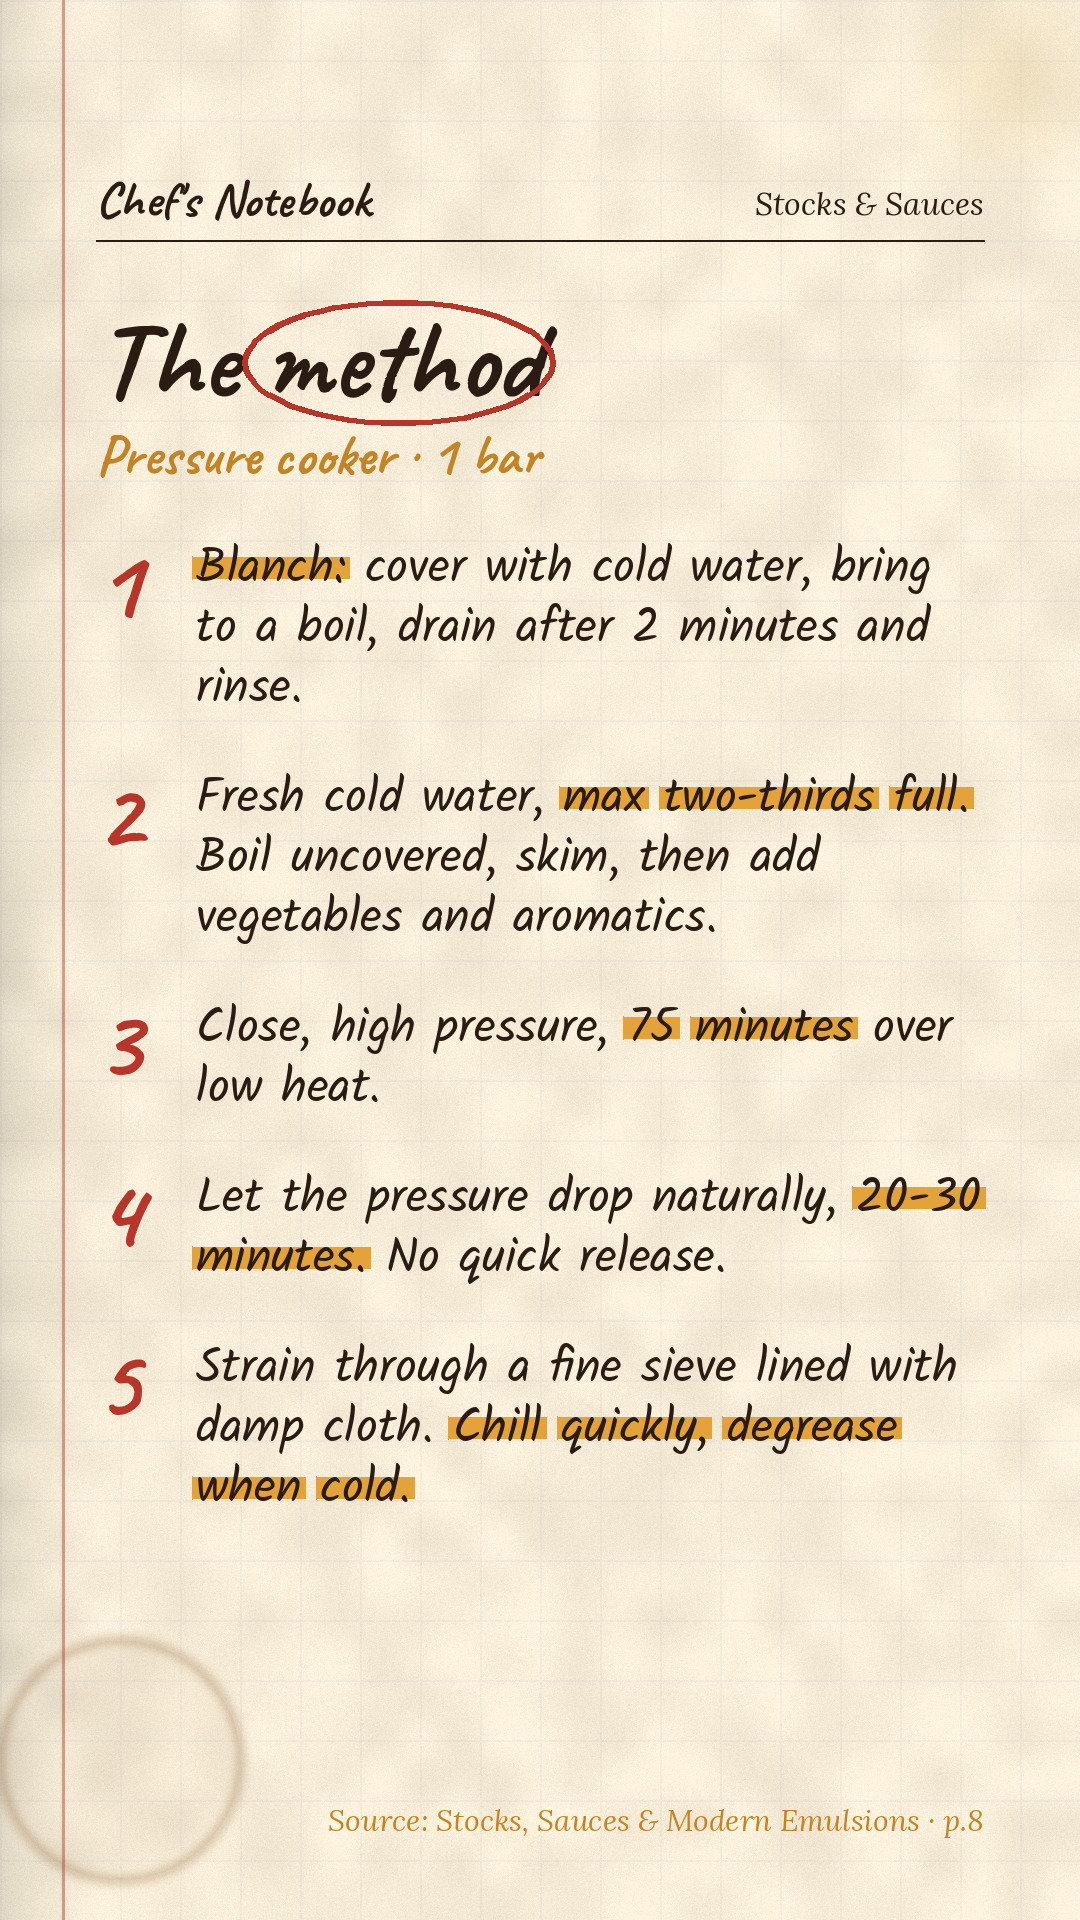 Chef's Notebook
Stocks & Sauces
The method
Pressure cooker · 1 bar
1
Blanch: cover with cold water, bring
to a boil, drain after 2 minutes and
rinse.
2
Fresh cold water, max two-thirds full.
Boil uncovered, skim, then add
vegetables and aromatics.
3
Close, high pressure, 75 minutes over
low heat.
4
Let the pressure drop naturally, 20-30
minutes. No quick release.
5
Strain through a fine sieve lined with
damp cloth. Chill quickly, degrease
when cold.
Source: Stocks, Sauces & Modern Emulsions · p.8